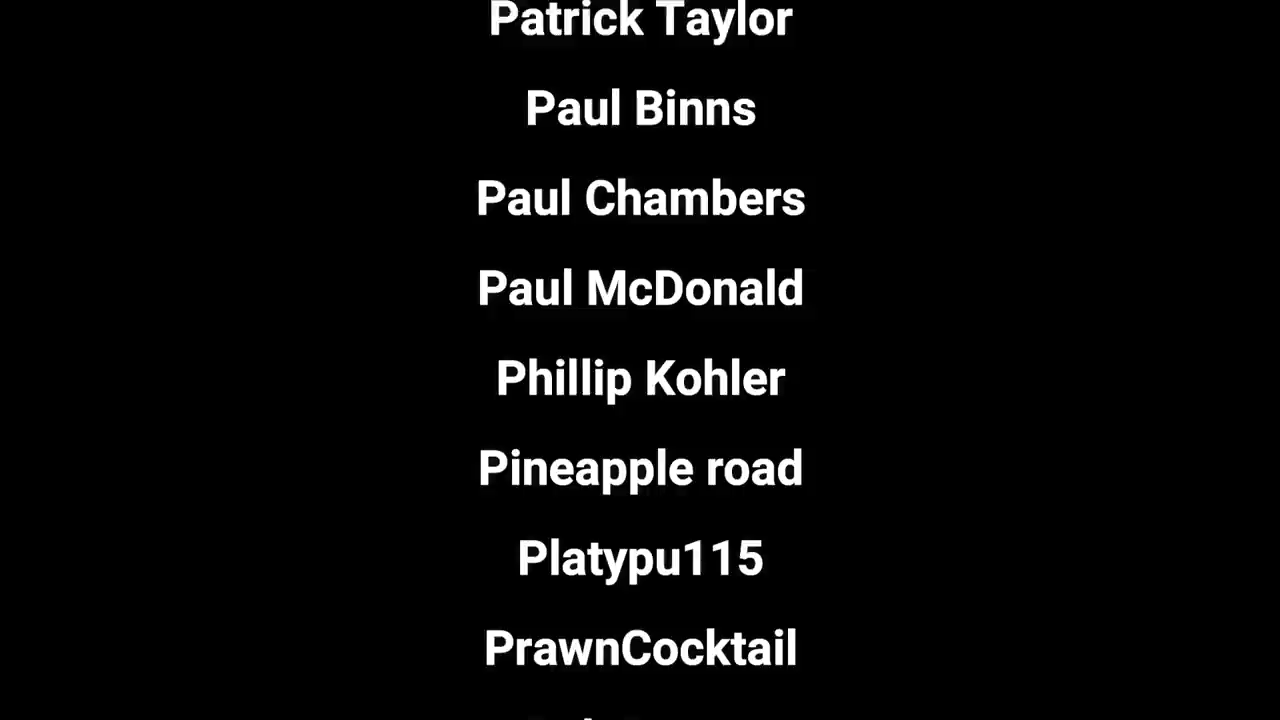 Patrick Taylor
Paul Binns
Paul Chambers
Paul McDonald
Phillip Kohler
Pineapple road
Platypu115
PrawnCocktail